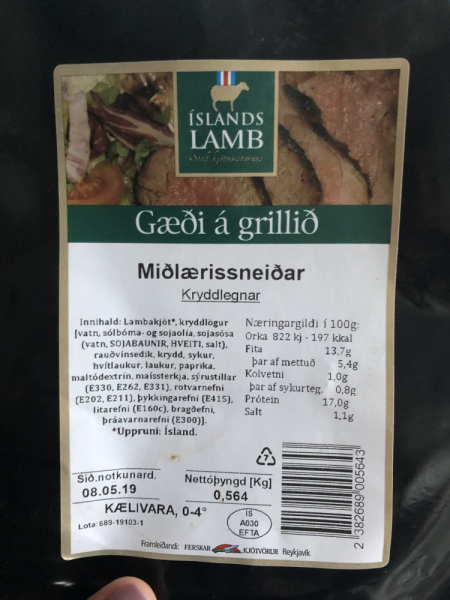 ÍSLANDS
LAMB
Gæði á grillið
Miðlærissneiðar
Kryddlegnar
Innihald: Lambakjöt*, kryddlögur
[vatn, sólbóma- og sojaolía, sojasósa
(vatn, SOJABAUNIR, HVEITI, salt),
rauðvínsedik, krydd, sykur,
hvítlaukur, laukur, paprika,
maltódextrín, maíssterkja, sýrustillar
(E330, E262, E331), rotvarnefni
(E202, E211), þykkingarefni (E415),
litarefni (E160c), bragðefni,
þráavarnarefni (E300)].
*Uppruni: Ísland.
Næringargildi í 100g:
Orka 822 kj - 197 kkal
Fita 13,7g
þar af mettuð 5,4g
Kolvetni 1,0g
þar af sykurteg. 0,8g
Prótein 17,0g
Salt 1,1g
7
Síð.notkunard.
08.05.19
Nettóþyngd [Kg]
0,564
KÆLIVARA, 0-4°
Lota: 689-19103-1
IS
A030
EFTA
2 382689 005643
Framleiðandi: FERSKAR KJÖTVÖRUR Reykjavík